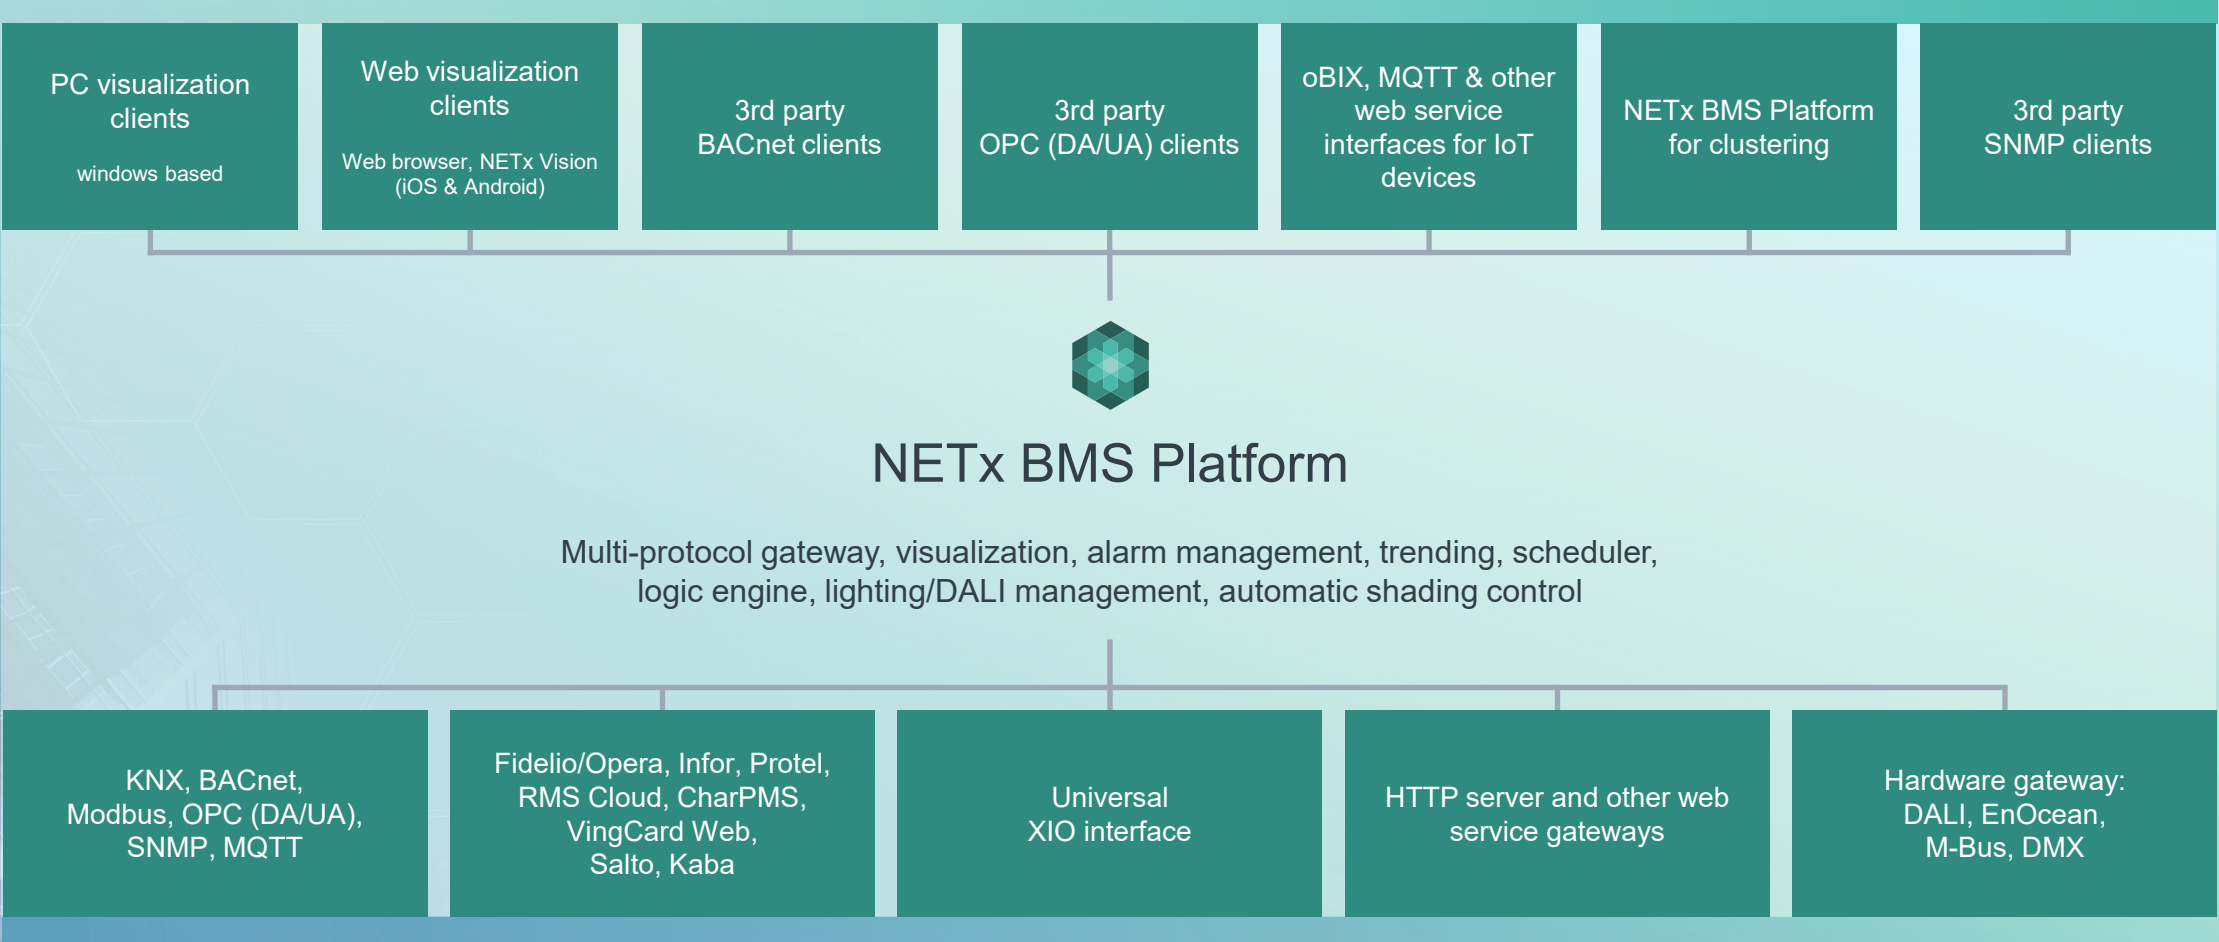 PC visualization
clients
windows based
Web visualization
clients
Web browser, NETx Vision
(iOS & Android)
3rd party
BACnet clients
3rd party
OPC (DA/UA) clients
oBIX, MQTT & other
web service
interfaces for IoT
devices
NETx BMS Platform
for clustering
3rd party
SNMP clients
NETx BMS Platform
Multi-protocol gateway, visualization, alarm management, trending, scheduler,
logic engine, lighting/DALI management, automatic shading control
KNX, BACnet,
Modbus, OPC (DA/UA),
SNMP, MQTT
Fidelio/Opera, Infor, Protel,
RMS Cloud, CharPMS,
VingCard Web,
Salto, Kaba
Universal
XIO interface
HTTP server and other web
service gateways
Hardware gateway:
DALI, EnOcean,
M-Bus, DMX